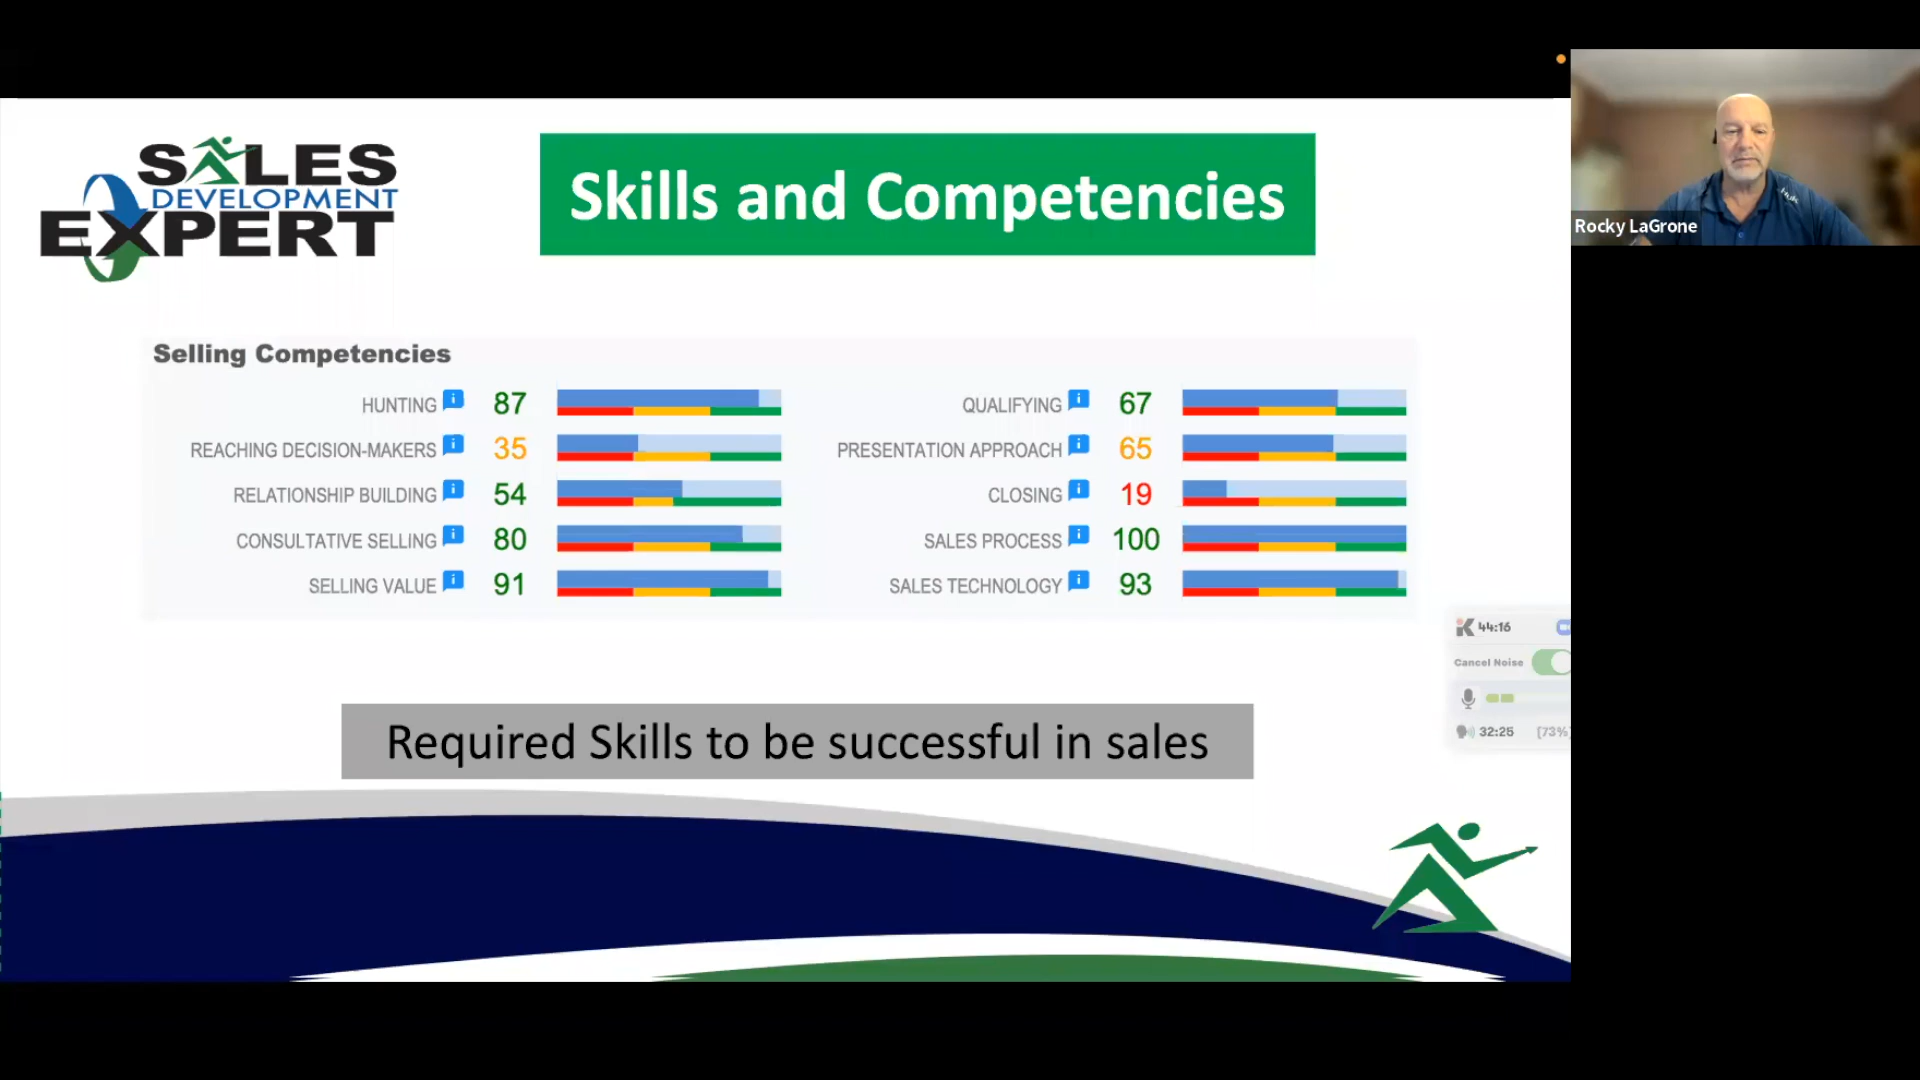 SALES
DEVELOPMENT
EXPERT
Skills and Competencies
Rocky LaGrone
Selling Competencies
HUNTING 87
REACHING DECISION-MAKERS 35
RELATIONSHIP BUILDING 54
CONSULTATIVE SELLING 80
SELLING VALUE 91
QUALIFYING 67
PRESENTATION APPROACH 65
CLOSING 19
SALES PROCESS 100
SALES TECHNOLOGY 93
44:16
Cancel Noise
32:25 [73%]
Required Skills to be successful in sales